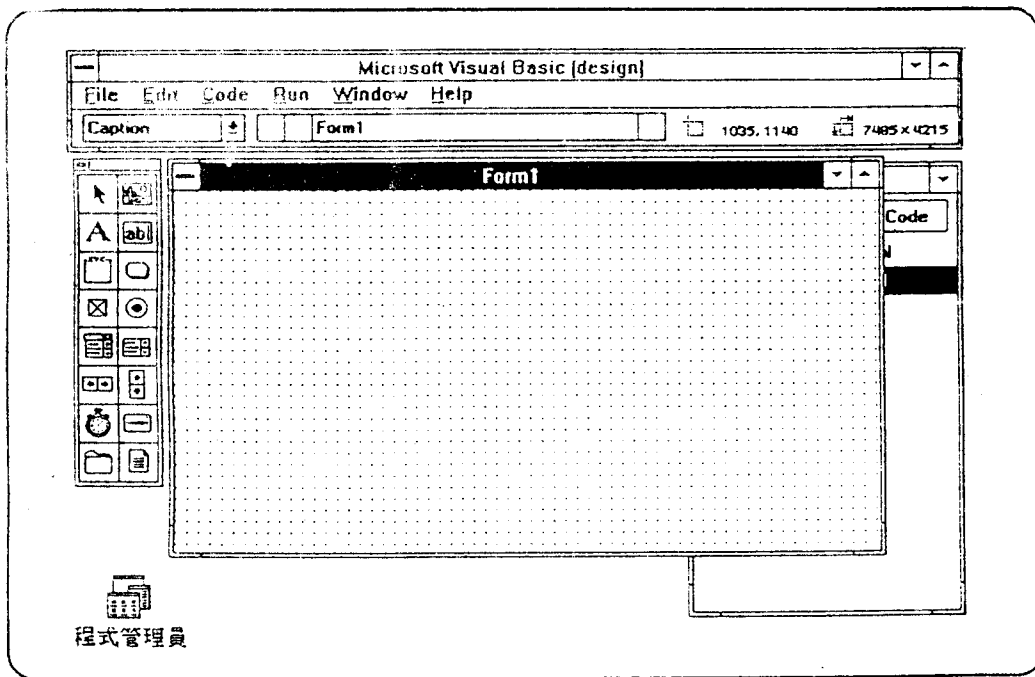 Microsoft Visual Basic [design]
File Edit Code Run Window Help
Caption Form1 1035, 1140 7485 x 4215
Form1
A abl
Code
程式管理員